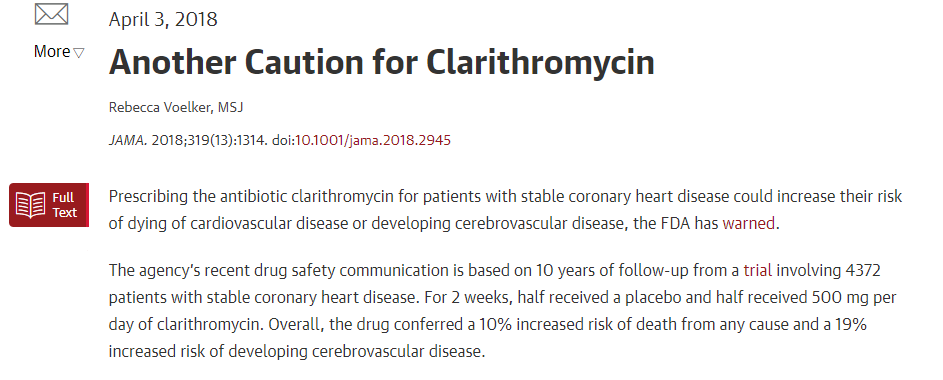 April 3, 2018
More
Another Caution for Clarithromycin
Rebecca Voelker, MSJ
JAMA. 2018;319(13):1314. doi:10.1001/jama.2018.2945
Full
Text
Prescribing the antibiotic clarithromycin for patients with stable coronary heart disease could increase their risk
of dying of cardiovascular disease or developing cerebrovascular disease, the FDA has warned.
The agency's recent drug safety communication is based on 10 years of follow-up from a trial involving 4372
patients with stable coronary heart disease. For 2 weeks, half received a placebo and half received 500 mg per
day of clarithromycin. Overall, the drug conferred a 10% increased risk of death from any cause and a 19%
increased risk of developing cerebrovascular disease.